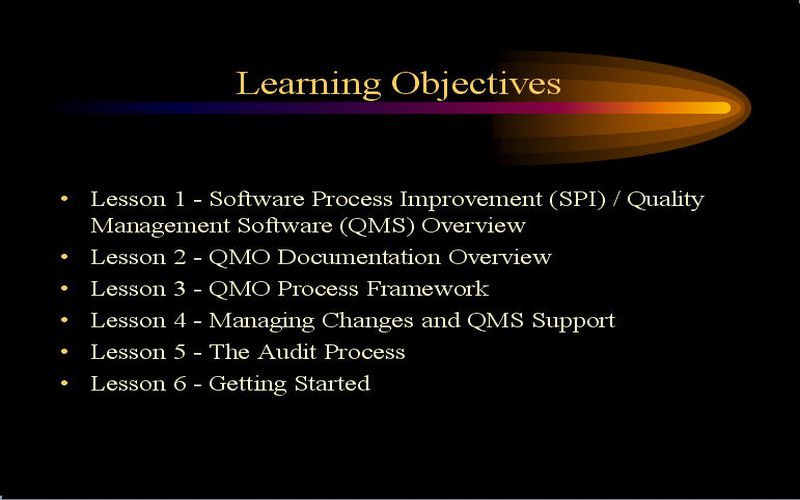 Learning Objectives
• Lesson 1 - Software Process Improvement (SPI) / Quality
Management Software (QMS) Overview
• Lesson 2 - QMO Documentation Overview
• Lesson 3 - QMO Process Framework
• Lesson 4 - Managing Changes and QMS Support
• Lesson 5 - The Audit Process
• Lesson 6 - Getting Started